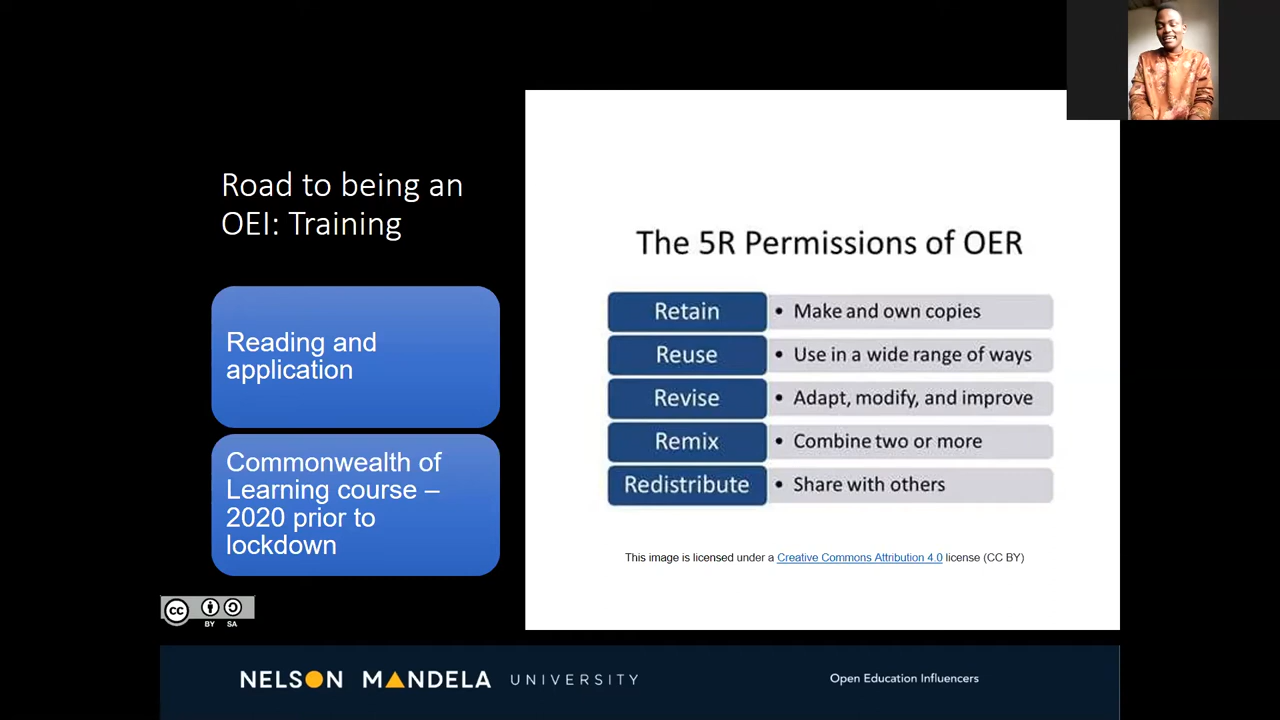 Road to being an
OEI: Training
Reading and
application
Commonwealth of
Learning course –
2020 prior to
lockdown
The 5R Permissions of OER
Retain • Make and own copies
Reuse • Use in a wide range of ways
Revise • Adapt, modify, and improve
Remix • Combine two or more
Redistribute • Share with others
This image is licensed under a Creative Commons Attribution 4.0 license (CC BY)
cc
BY SA
NELSON MANDELA UNIVERSITY
Open Education Influencers